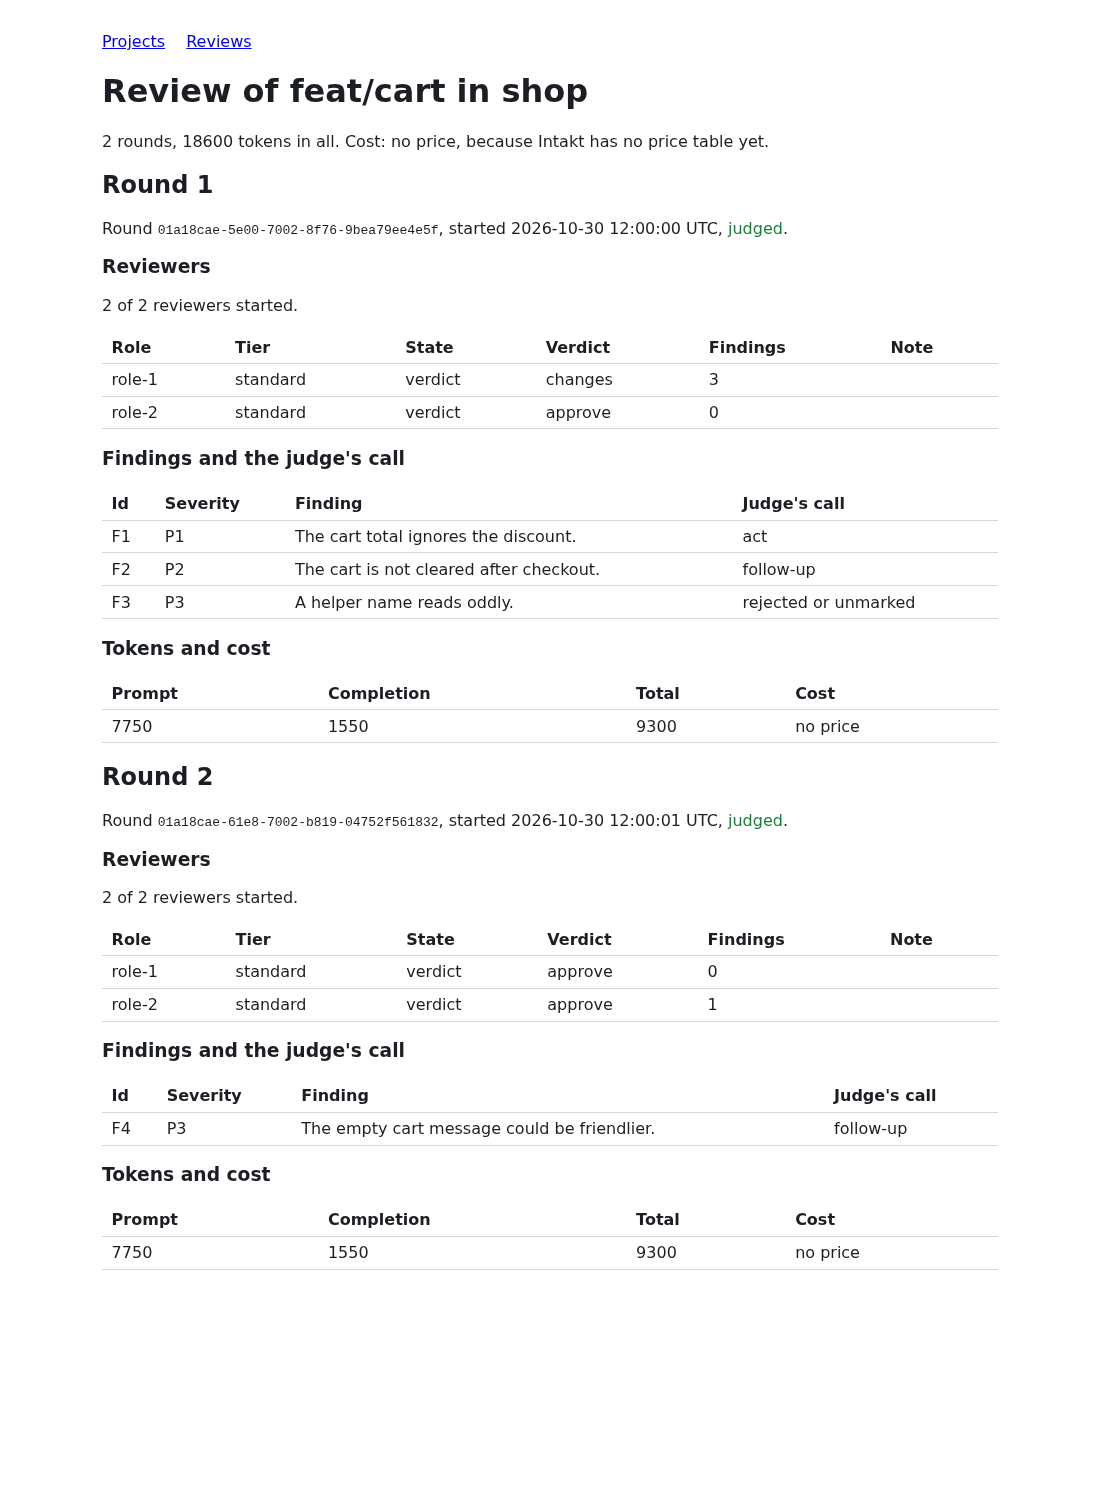 Projects Reviews
Review of feat/cart in shop
2 rounds, 18600 tokens in all. Cost: no price, because Intakt has no price table yet.
Round 1
Round 01a18cae-5e00-7002-8f76-9bea79ee4e5f, started 2026-10-30 12:00:00 UTC, judged.
Reviewers
2 of 2 reviewers started.
Role Tier State Verdict Findings Note
role-1 standard verdict changes 3
role-2 standard verdict approve 0
Findings and the judge's call
Id Severity Finding Judge's call
F1 P1 The cart total ignores the discount. act
F2 P2 The cart is not cleared after checkout. follow-up
F3 P3 A helper name reads oddly. rejected or unmarked
Tokens and cost
Prompt Completion Total Cost
7750 1550 9300 no price
Round 2
Round 01a18cae-61e8-7002-b819-04752f561832, started 2026-10-30 12:00:01 UTC, judged.
Reviewers
2 of 2 reviewers started.
Role Tier State Verdict Findings Note
role-1 standard verdict approve 0
role-2 standard verdict approve 1
Findings and the judge's call
Id Severity Finding Judge's call
F4 P3 The empty cart message could be friendlier. follow-up
Tokens and cost
Prompt Completion Total Cost
7750 1550 9300 no price